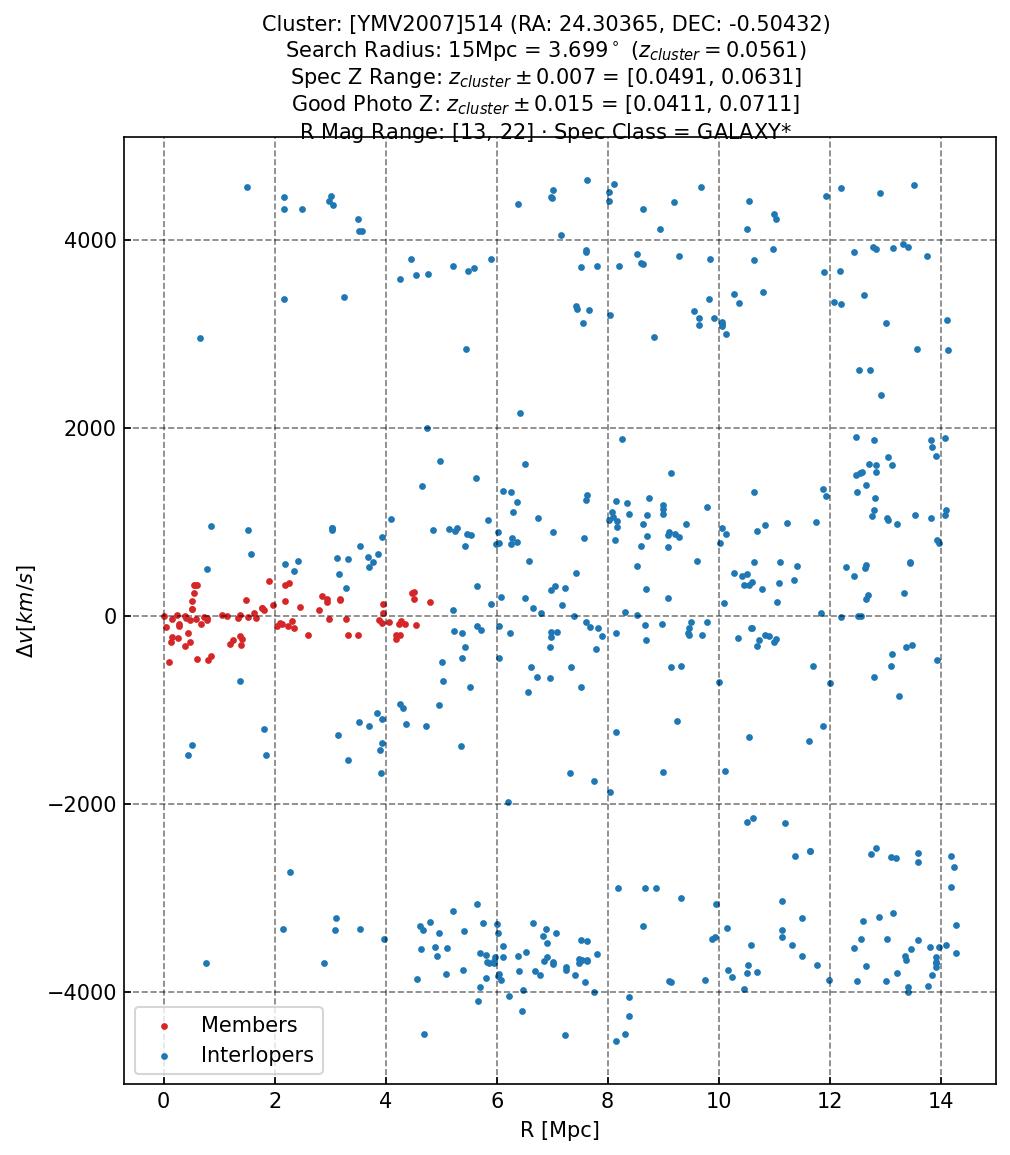 Cluster: [YMV2007]514 (RA: 24.30365, DEC: -0.50432)
Search Radius: 15Mpc = 3.699° (z_cluster = 0.0561)
Spec Z Range: z_cluster ± 0.007 = [0.0491, 0.0631]
Good Photo Z: z_cluster ± 0.015 = [0.0411, 0.0711]
R Mag Range: [13, 22] · Spec Class = GALAXY*
4000
2000
0
−2000
−4000
Δv[km/s]
Members
Interlopers
0 2 4 6 8 10 12 14
R [Mpc]